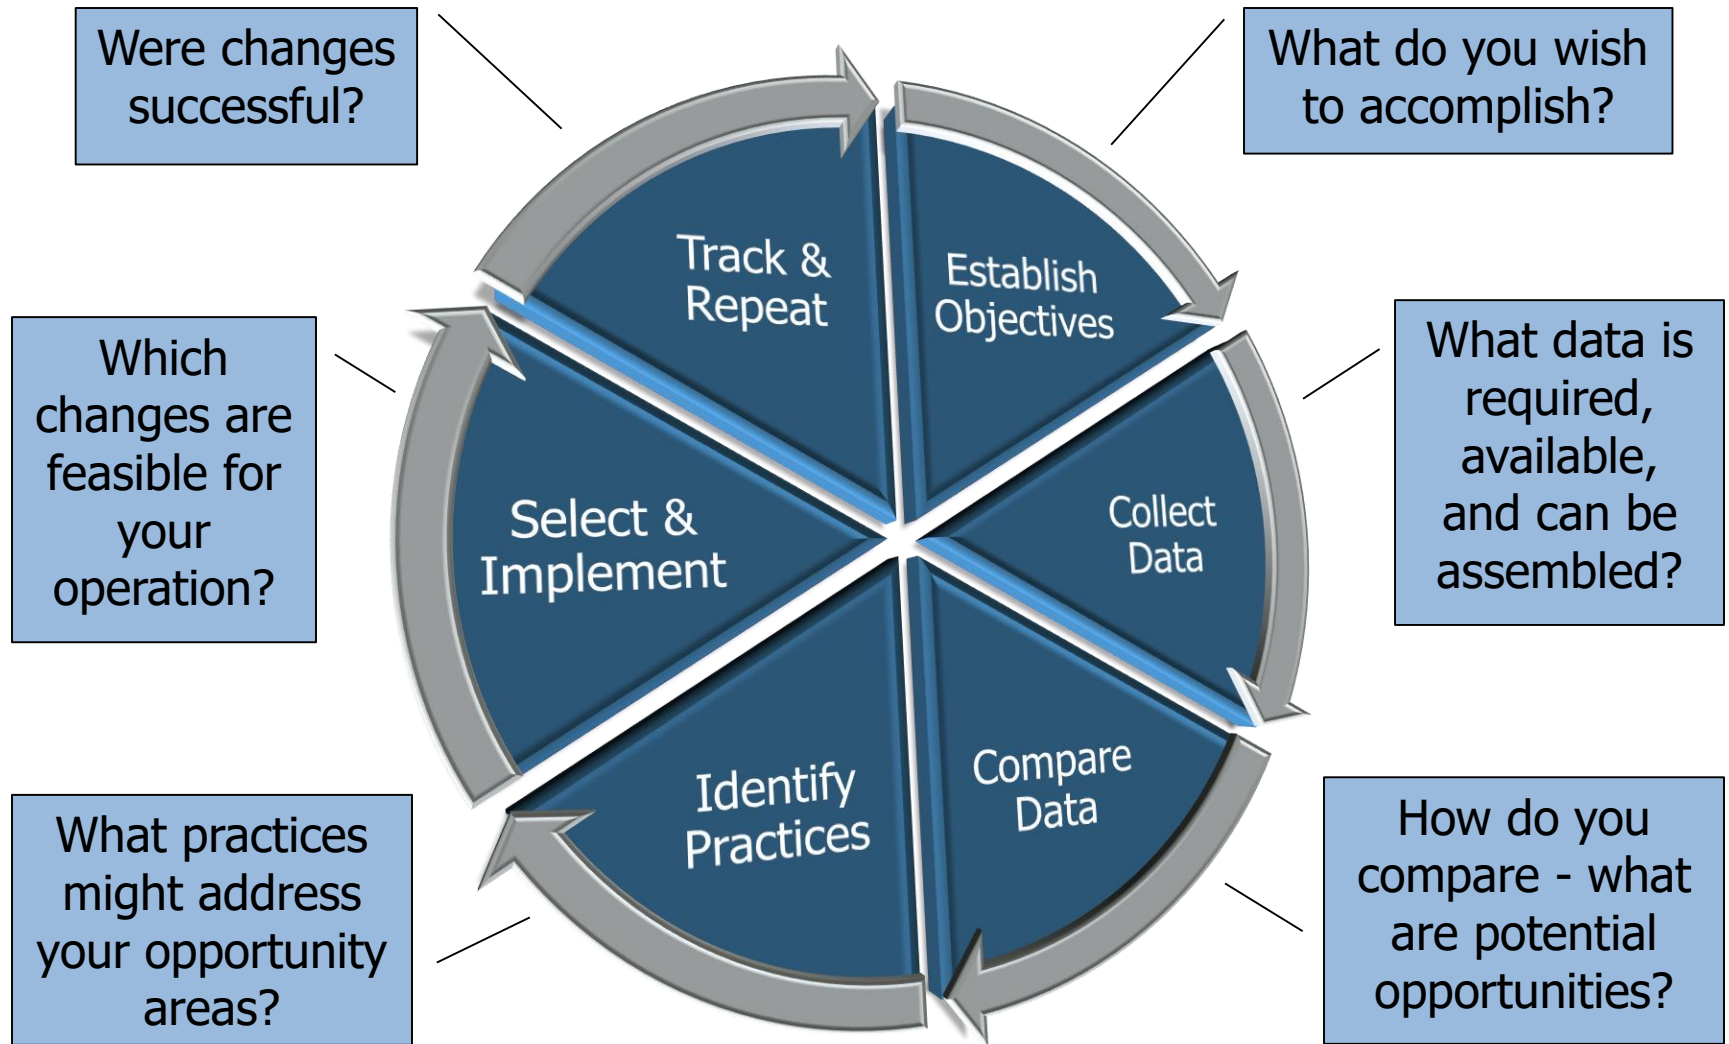 Were changes
successful?
What do you wish
to accomplish?
Track &
Repeat
Establish
Objectives
Which
changes are
feasible for
your
operation?
What data is
required,
available,
and can be
assembled?
Select &
Implement
Collect
Data
Identify
Practices
Compare
Data
What practices
might address
your opportunity
areas?
How do you
compare - what
are potential
opportunities?